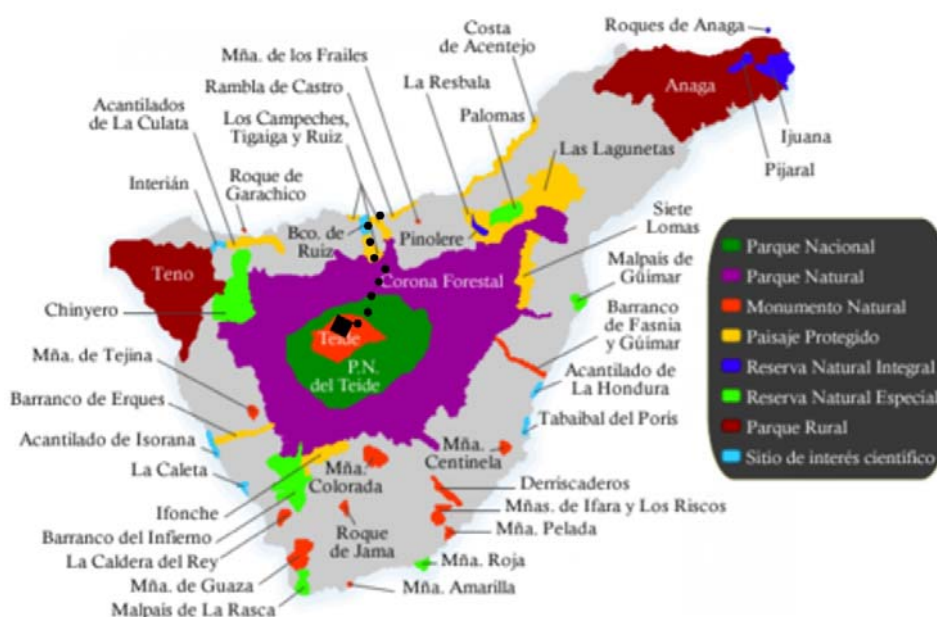 Roques de Anaga
Costa
de Acentejo
Mña. de los Frailes
La Resbala
Rambla de Castro
Anaga
Palomas
Acantilados
de La Culata
Los Campeches,
Tigaiga y Ruiz
Ijuana
Las Lagunetas
Pijaral
Interián
Roque de
Garachico
Siete
Lomas
Bco. de
Ruiz
Pinolere
Teno
Corona Forestal
Malpaís de
Güímar
Chinyero
Barranco
de Fasnia
y Güímar
Teide
Mña. de Tejina
P.N.
del Teide
Acantilado de
La Hondura
Barranco de Erques
Tabaibal del Porís
Acantilado de Isorana
Mña.
Centinela
La Caleta
Mña.
Colorada
Derriscaderos
Ifonche
Mñas. de Ifara y Los Riscos
Barranco del Infierno
Roque
de Jama
Mña. Pelada
La Caldera del Rey
Mña. Roja
Mña. de Guaza
Mña. Amarilla
Malpaís de La Rasca
Parque Nacional
Parque Natural
Monumento Natural
Paisaje Protegido
Reserva Natural Integral
Reserva Natural Especial
Parque Rural
Sitio de interés científico